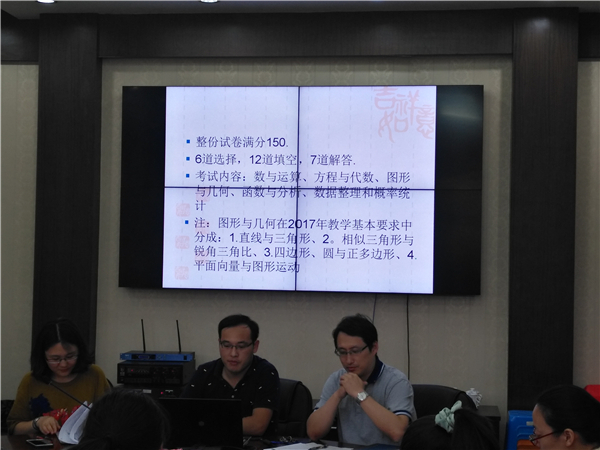 吉祥
如意
整份试卷满分150.
6道选择，12道填空，7道解答.
考试内容：数与运算、方程与代数、图形
与几何、函数与分析、数据整理和概率统
计
注：图形与几何在2017年教学基本要求中
分成：1.直线与三角形、2。相似三角形与
锐角三角比、3.四边形、圆与正多边形、4.
平面向量与图形运动